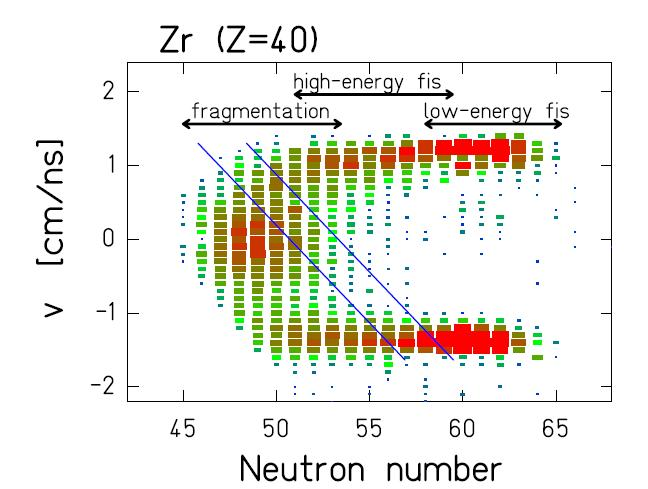 Zr (Z=40)
high-energy fis
fragmentation
low-energy fis
2
1
0
-1
-2
v [cm/ns]
45 50 55 60 65
Neutron number